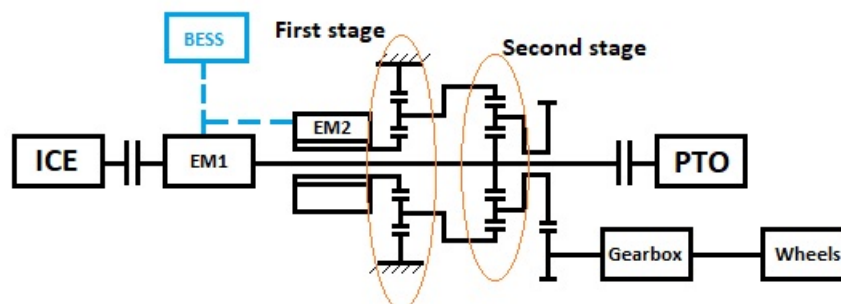 BESS
First stage
Second stage
EM2
ICE
EM1
PTO
Gearbox
Wheels